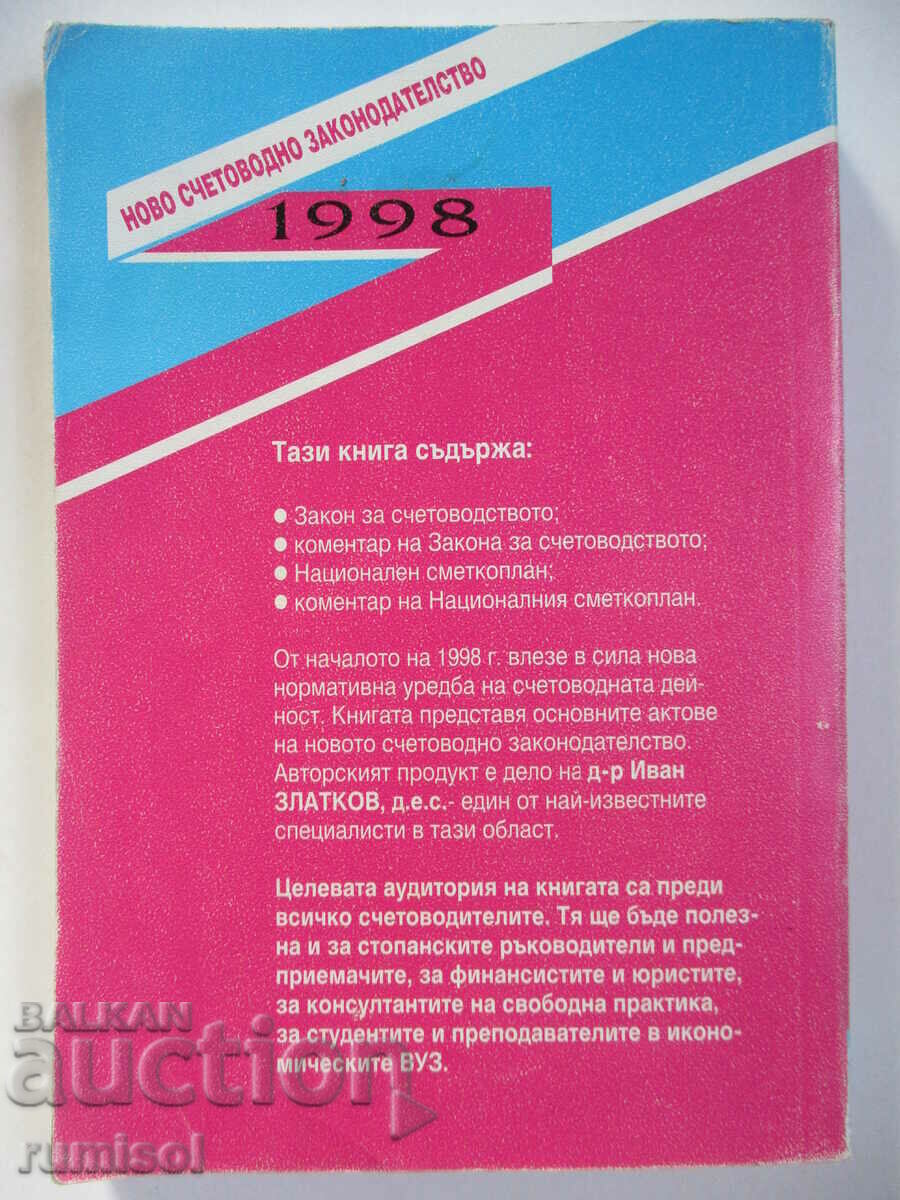 НОВО СЧЕТОВОДНО ЗАКОНОДАТЕЛСТВО
1998
Тази книга съдържа:
● Закон за счетоводството;
● коментар на Закона за счетоводството;
● Национален сметкоплан;
● коментар на Националния сметкоплан.
От началото на 1998 г. влезе в сила нова
нормативна уредба на счетоводната дей-
ност. Книгата представя основните актове
на новото счетоводно законодателство.
Авторският продукт е дело на д-р Иван
ЗЛАТКОВ, д.е.с.- един от най-известните
специалисти в тази област.
Целевата аудитория на книгата са преди
всичко счетоводителите. Тя ще бъде полез-
на и за стопанските ръководители и пред-
приемачите, за финансистите и юристите,
за консултантите на свободна практика,
за студентите и преподавателите в иконо-
мическите ВУЗ.
BALKAN
auction
rumisol